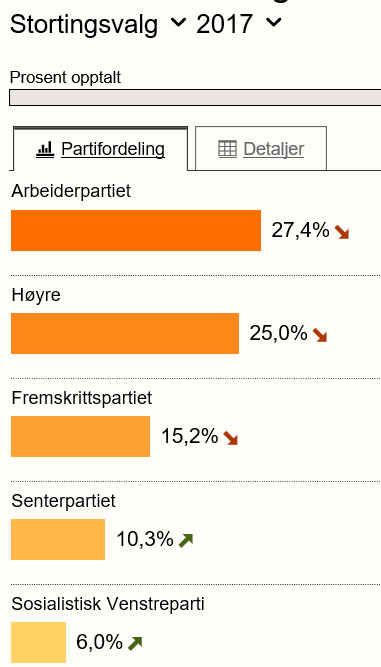 Stortingsvalg 2017
Prosent opptalt
Partifordeling Detaljer
Arbeiderpartiet
27,4%
Høyre
25,0%
Fremskrittspartiet
15,2%
Senterpartiet
10,3%
Sosialistisk Venstreparti
6,0%